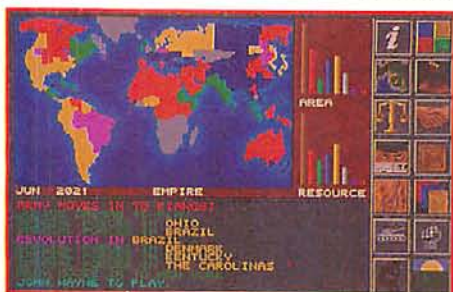 AREA
RESOURCE
JUN 2021 EMPIRE
ARMY MOVES IN TO KIANGSI
OHIO
BRAZIL
REVOLUTION IN BRAZIL
DENMARK
KENTUCKY
THE CAROLINAS
JOHN WAYNE TO PLAY.